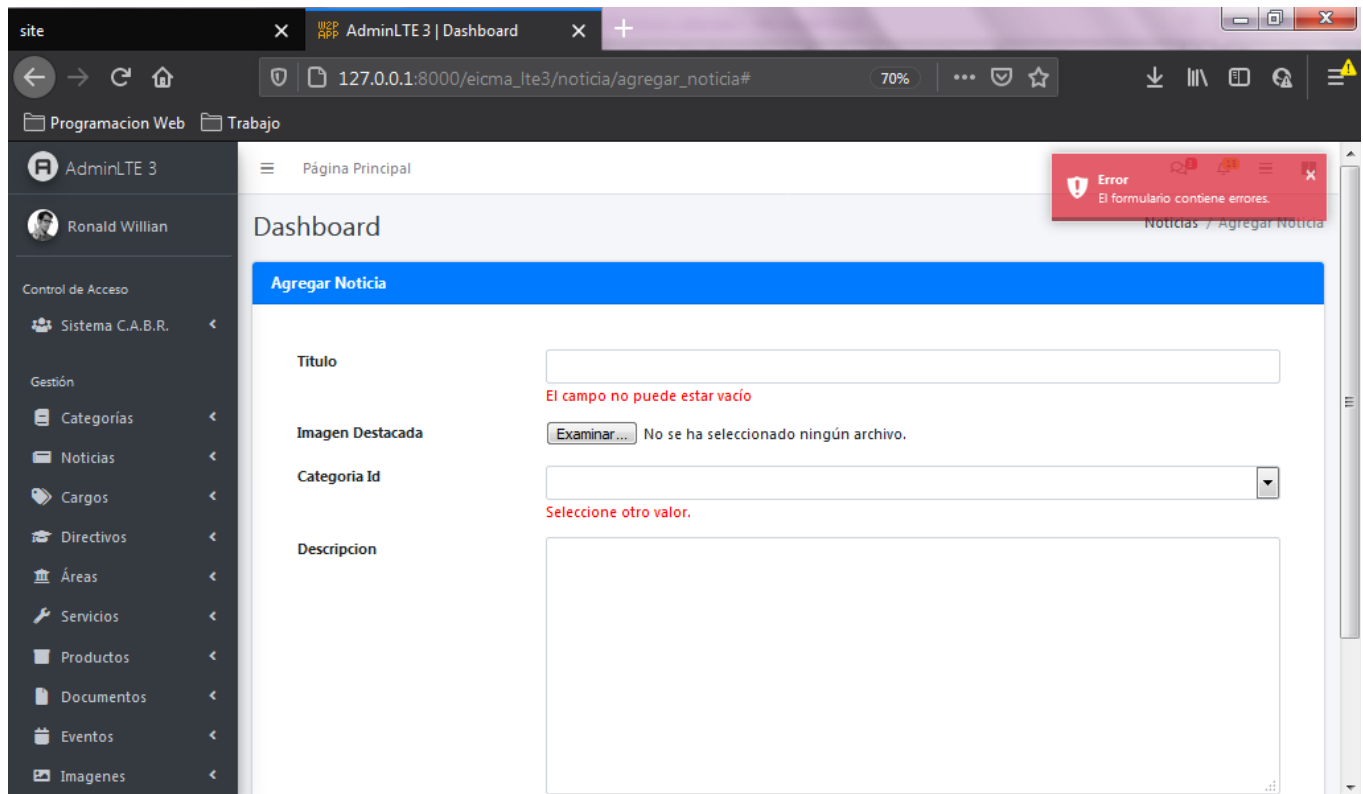 site
W2P APP AdminLTE 3 | Dashboard
127.0.0.1:8000/eicma_lte3/noticia/agregar_noticia#
70%
Programacion Web
Trabajo
AdminLTE 3
Página Principal
Error
El formulario contiene errores.
Ronald Willian
Dashboard
Noticias / Agregar Noticia
Control de Acceso
Sistema C.A.B.R.
Gestión
Categorías
Noticias
Cargos
Directivos
Áreas
Servicios
Productos
Documentos
Eventos
Imagenes
Agregar Noticia
Titulo
El campo no puede estar vacío
Imagen Destacada
Examinar... No se ha seleccionado ningún archivo.
Categoria Id
Seleccione otro valor.
Descripcion